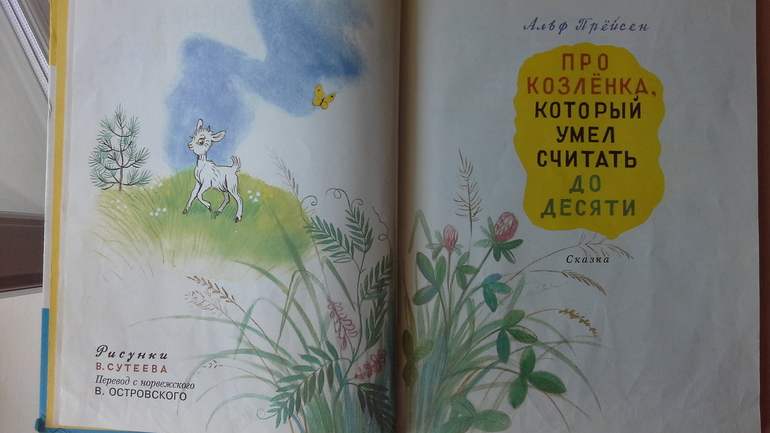 Рисунки
В. СУТЕЕВА
Перевод с норвежского
В. ОСТРОВСКОГО
Альф Прёйсен
ПРО
КОЗЛЁНКА,
КОТОРЫЙ
УМЕЛ
СЧИТАТЬ
ДО
ДЕСЯТИ
Сказка